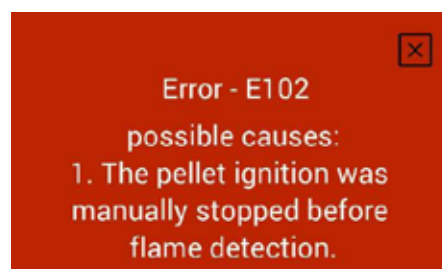 Error - E102
possible causes:
1. The pellet ignition was
manually stopped before
flame detection.